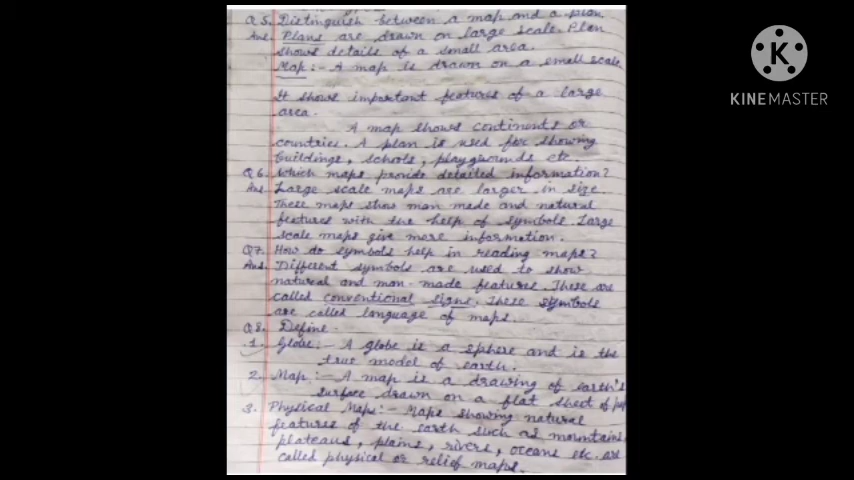 Q 5. Distinguish between a map and a plan
Ans. Plans are drawn on large scale. Plan
shows details of a small area.
Map :- A map is drawn on a small scale
It shows important features of a large
area.
A map shows continents or
countries. A plan is used for showing
buildings, schools, playgrounds etc.
Q 6. Which maps provide detailed information?
Ans. Large scale maps are larger in size.
These maps show man made and natural
features with the help of symbols. Large
scale maps give more information.
Q 7. How do symbols help in reading maps?
Ans. Different symbols are used to show
natural and man-made features. These are
called conventional signs. These symbols
are called language of maps.
Q 8. Define -
1. Globe :- A globe is a sphere and is the
true model of earth.
2. Map :- A map is a drawing of earth's
surface drawn on a flat sheet of
3. Physical Maps :- Maps showing natural
features of the earth such as mountains
plateaus, plains, rivers, oceans etc. are
called physical or relief maps.
KINEMASTER